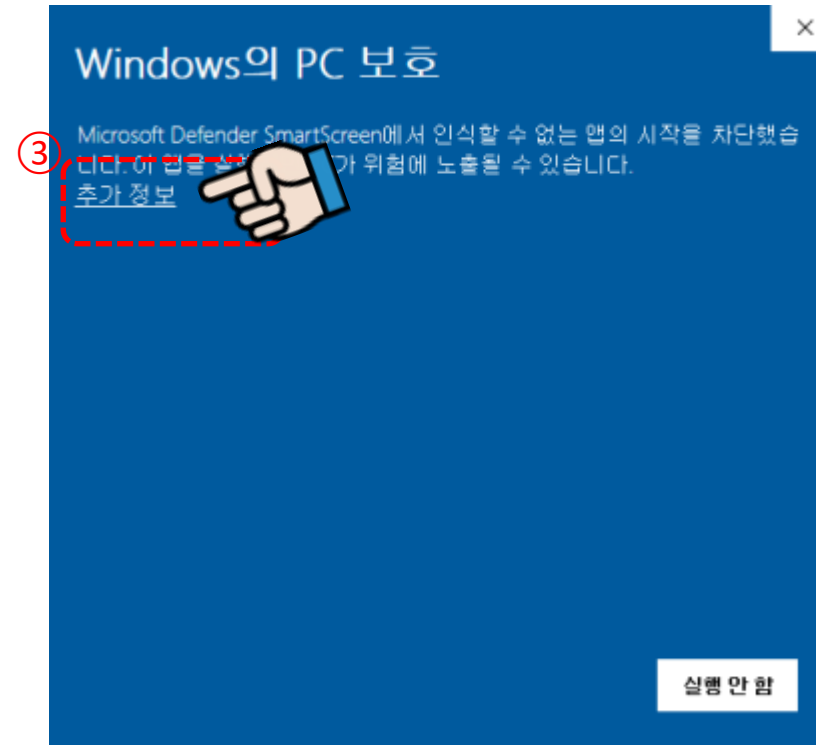 Windows의 PC 보호
Microsoft Defender SmartScreen에서 인식할 수 없는 앱의 시작을 차단했습
③
니다. 이 앱을 위험에 노출될 수 있습니다.
추가 정보
실행 안 함